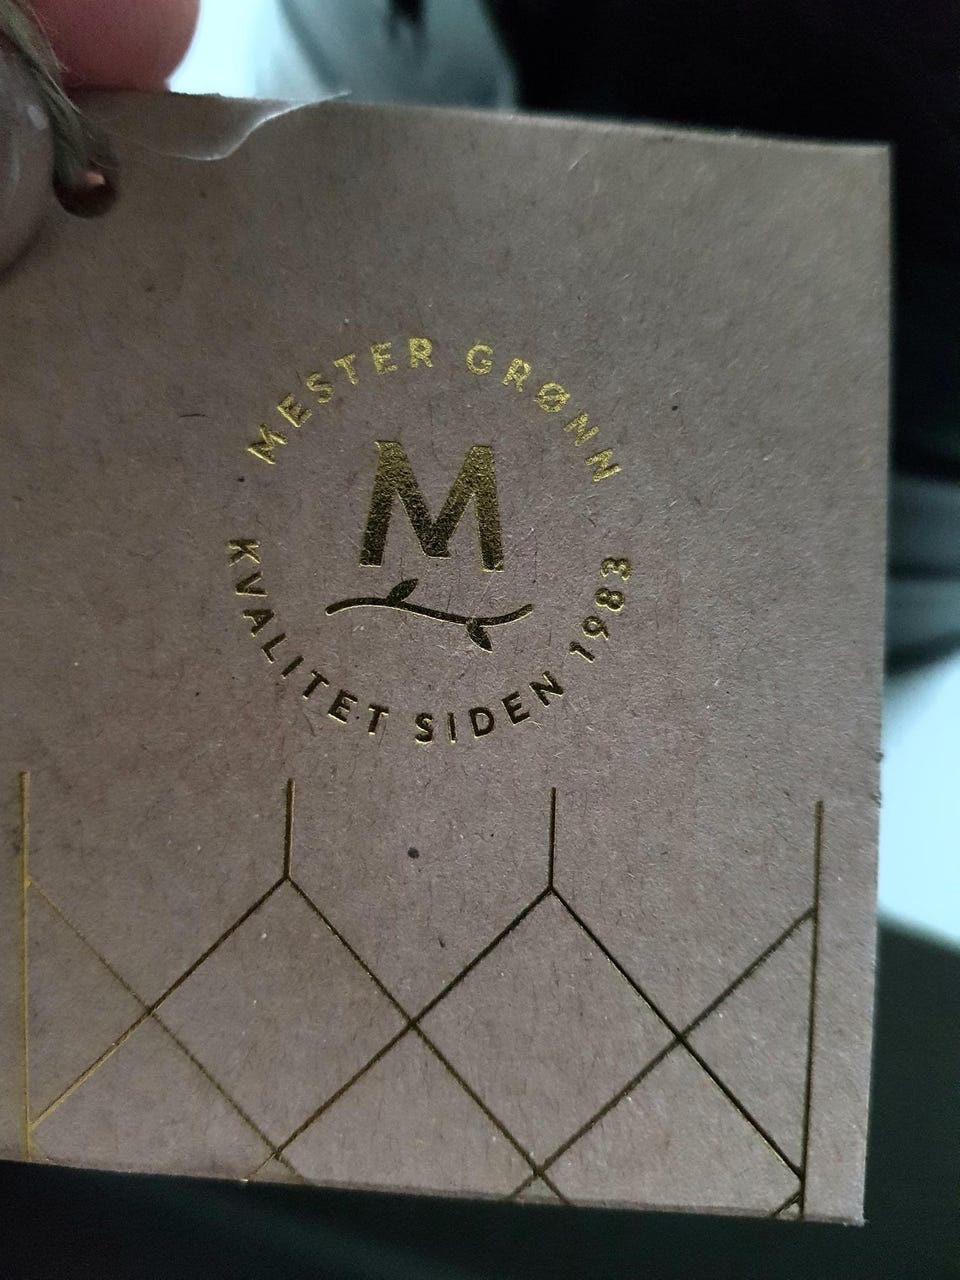 MESTER GRØNN
M
KVALITET SIDEN 1983